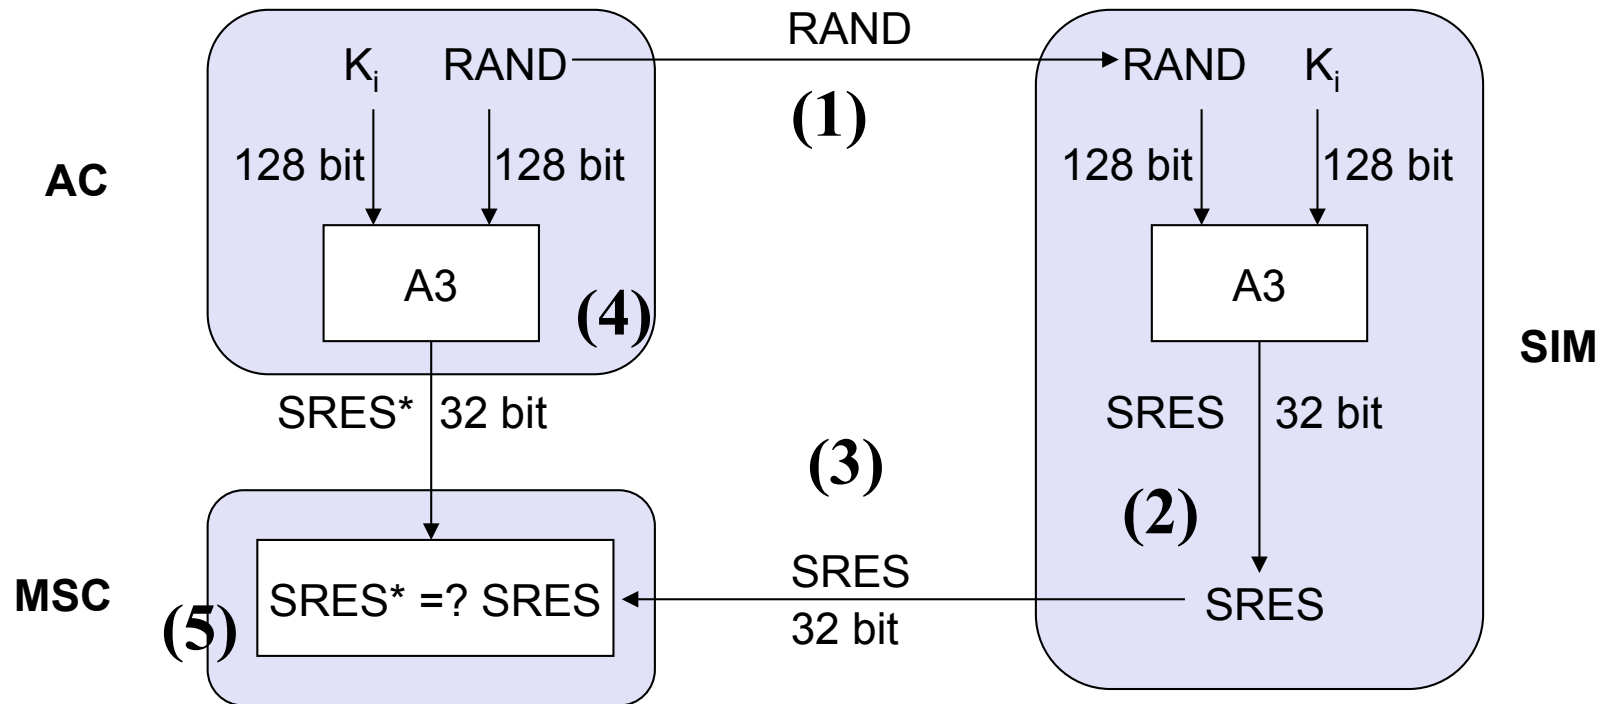 RAND
K_i RAND
RAND K_i
(1)
128 bit 128 bit
128 bit 128 bit
AC
A3
A3
(4)
SIM
SRES* 32 bit
SRES 32 bit
(3)
(2)
SRES
MSC
SRES* =? SRES
SRES
(5)
32 bit